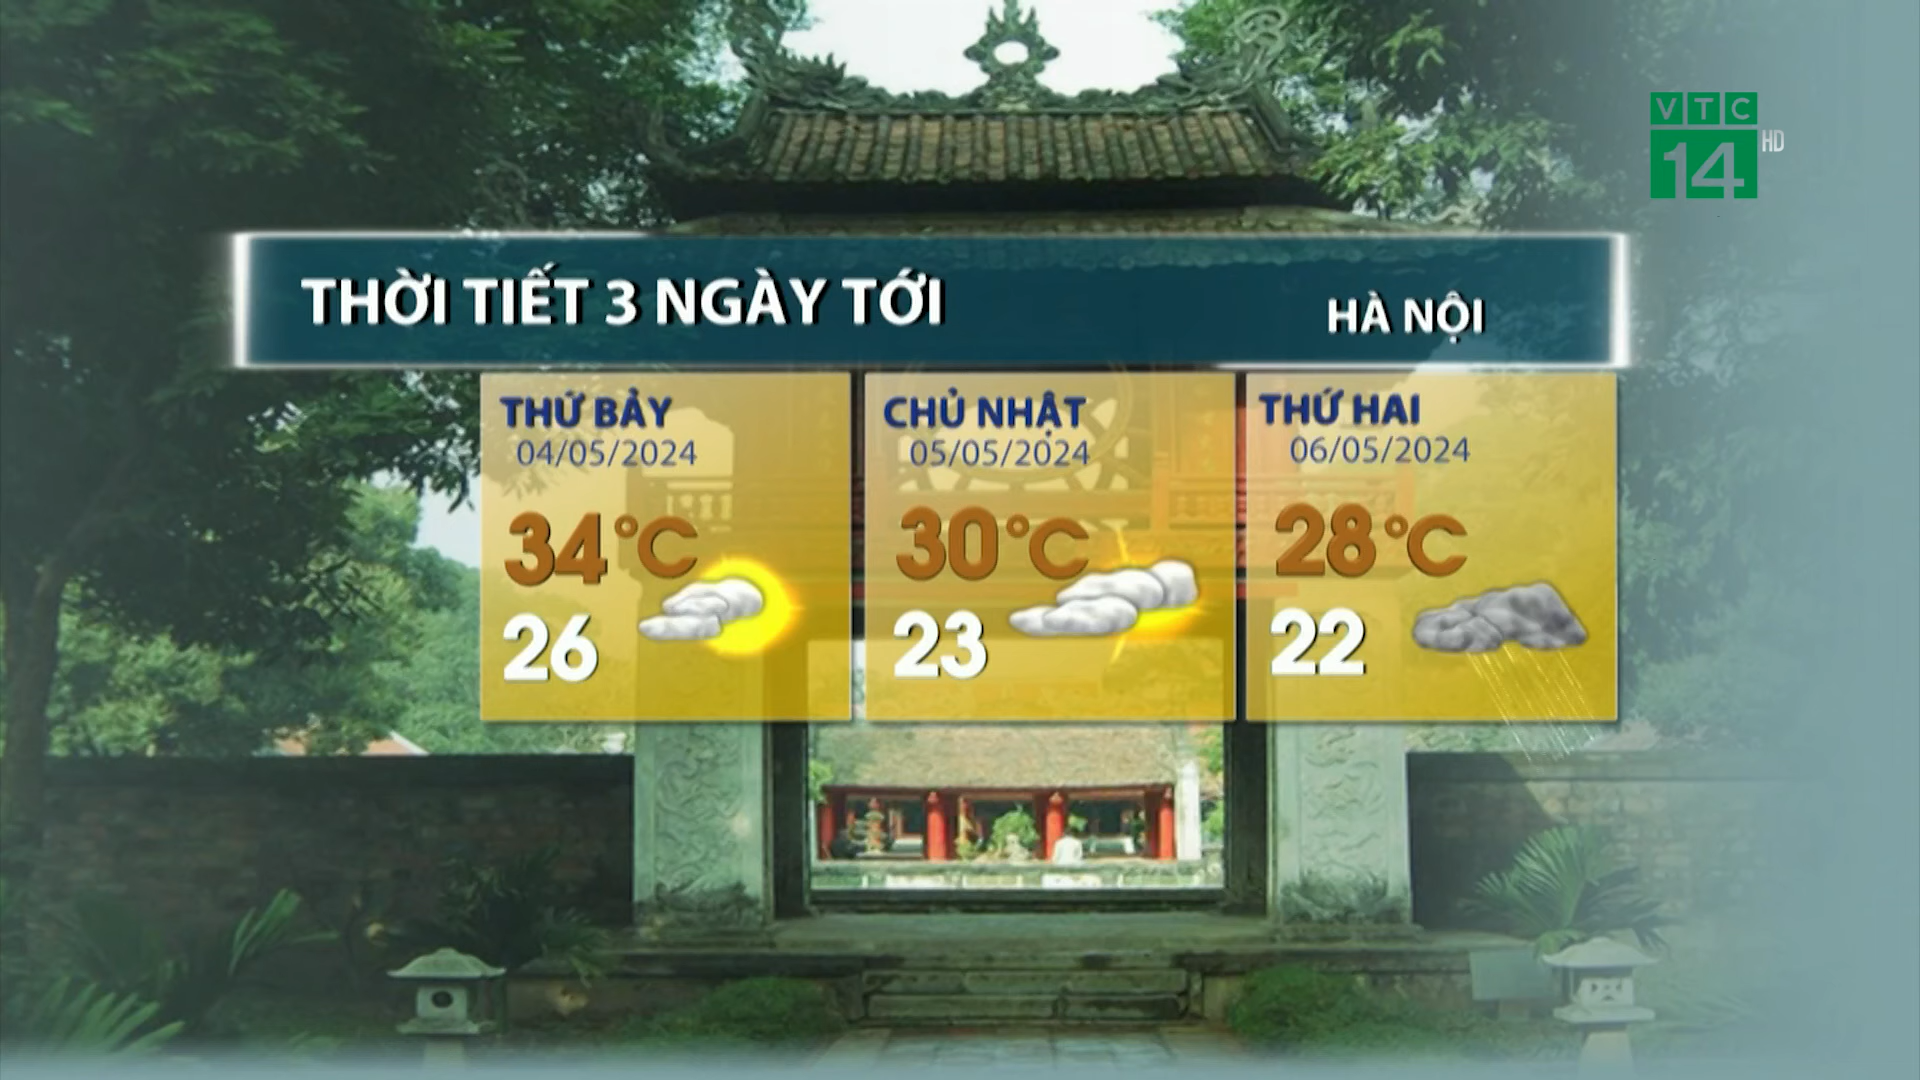 VTC
14 HD
THỜI TIẾT 3 NGÀY TỚI
HÀ NỘI
THỨ BẢY
04/05/2024
34°C
26
CHỦ NHẬT
05/05/2024
30°C
23
THỨ HAI
06/05/2024
28°C
22